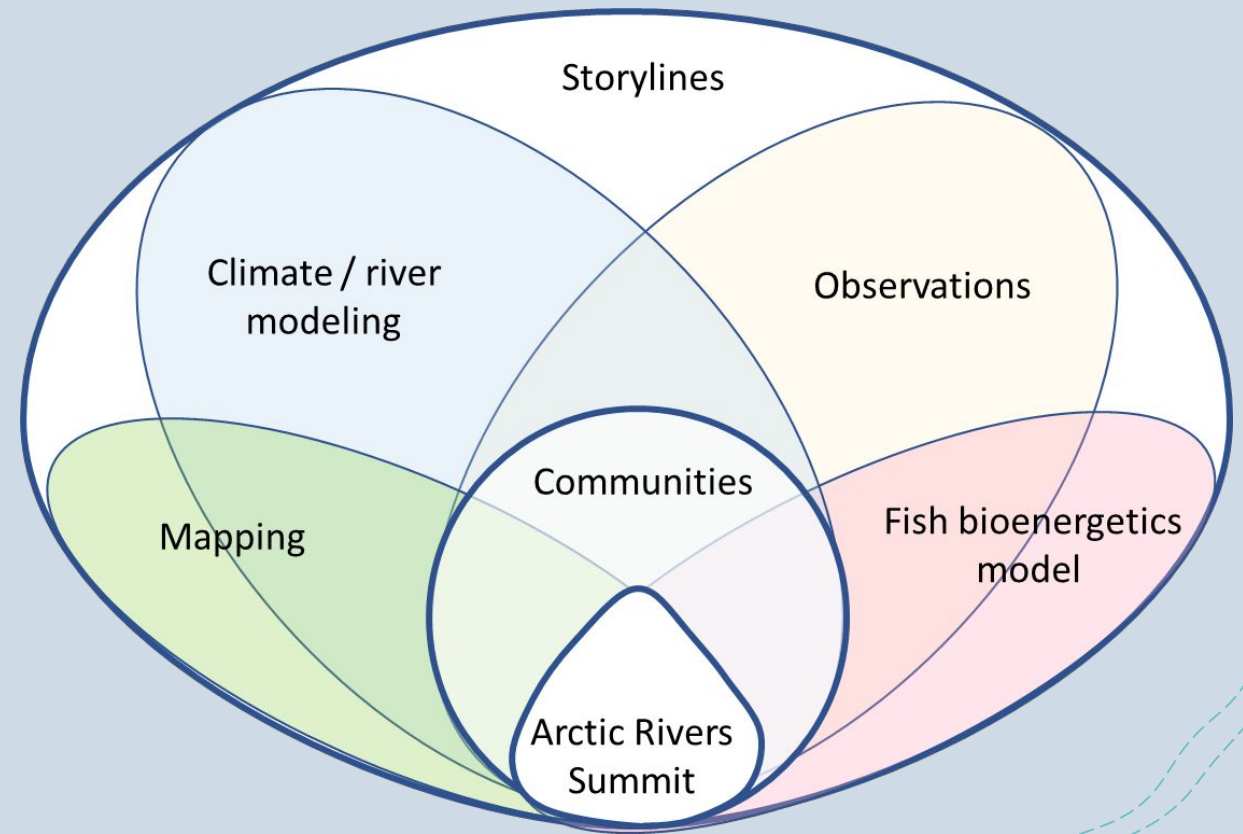 Storylines
Climate / river
modeling
Observations
Communities
Mapping
Fish bioenergetics
model
Arctic Rivers
Summit